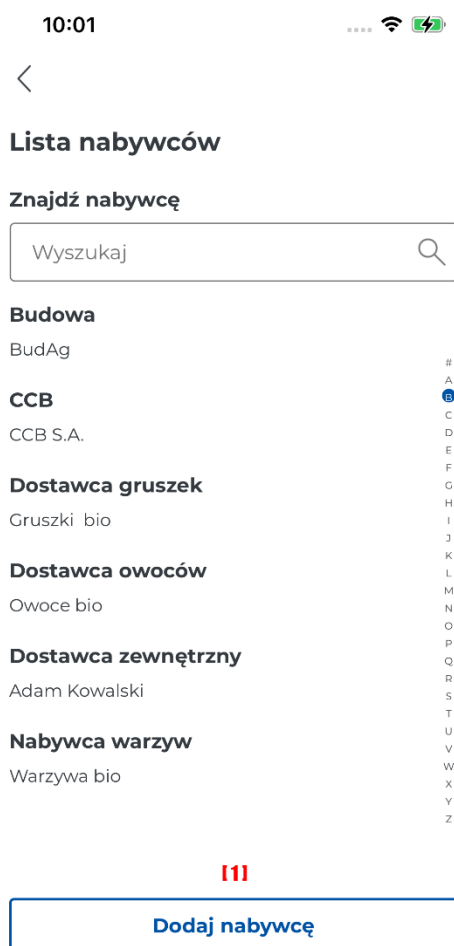 10:01
Lista nabywców
Znajdź nabywcę
Wyszukaj
Budowa
BudAg
CCB
CCB S.A.
Dostawca gruszek
Gruszki bio
Dostawca owoców
Owoce bio
Dostawca zewnętrzny
Adam Kowalski
Nabywca warzyw
Warzywa bio
#
A
B
C
D
E
F
G
H
I
J
K
L
M
N
O
P
Q
R
S
T
U
V
W
X
Y
Z
[1]
Dodaj nabywcę